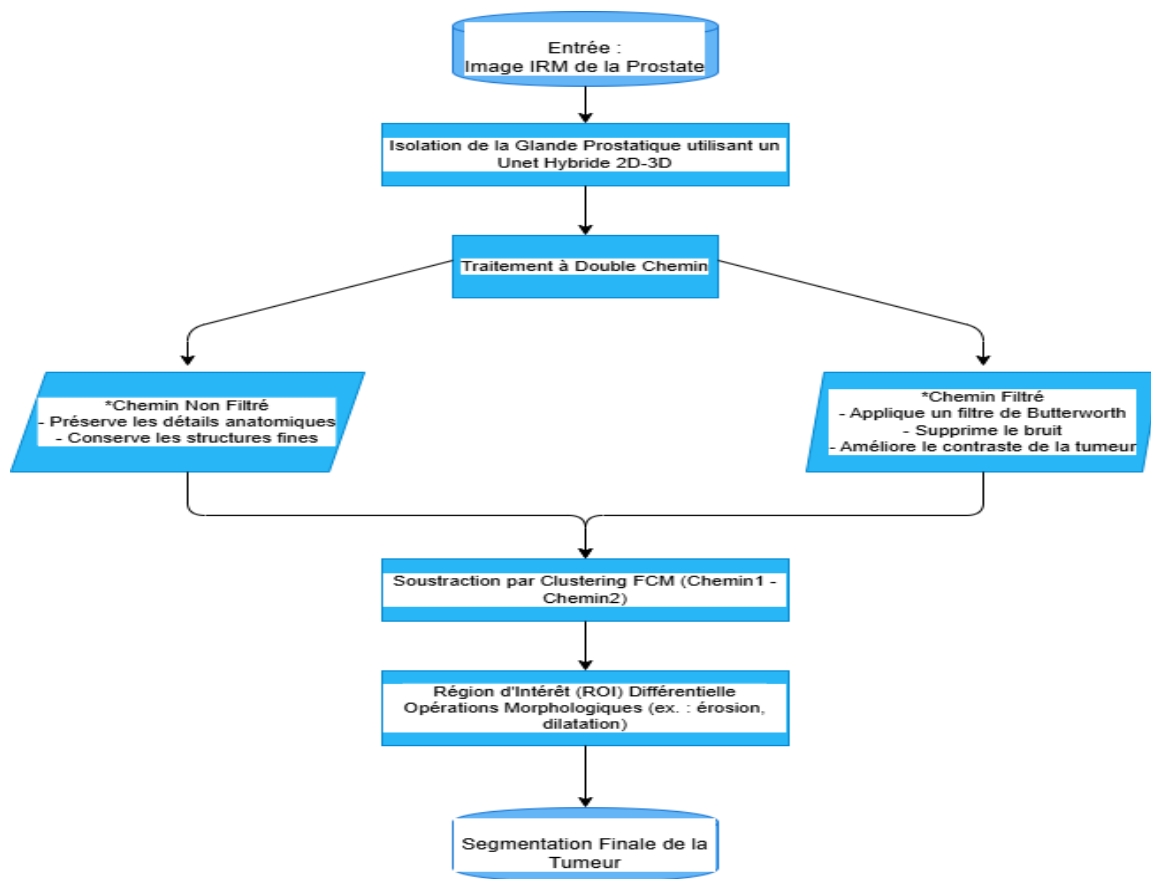 Entrée :
Image IRM de la Prostate
Isolation de la Glande Prostatique utilisant un
Unet Hybride 2D-3D
Traitement à Double Chemin
*Chemin Non Filtré
- Préserve les détails anatomiques
- Conserve les structures fines
*Chemin Filtré
- Applique un filtre de Butterworth
- Supprime le bruit
- Améliore le contraste de la tumeur
Soustraction par Clustering FCM (Chemin1 -
Chemin2)
Région d'Intérêt (ROI) Différentielle
Opérations Morphologiques (ex. : érosion,
dilatation)
Segmentation Finale de la
Tumeur